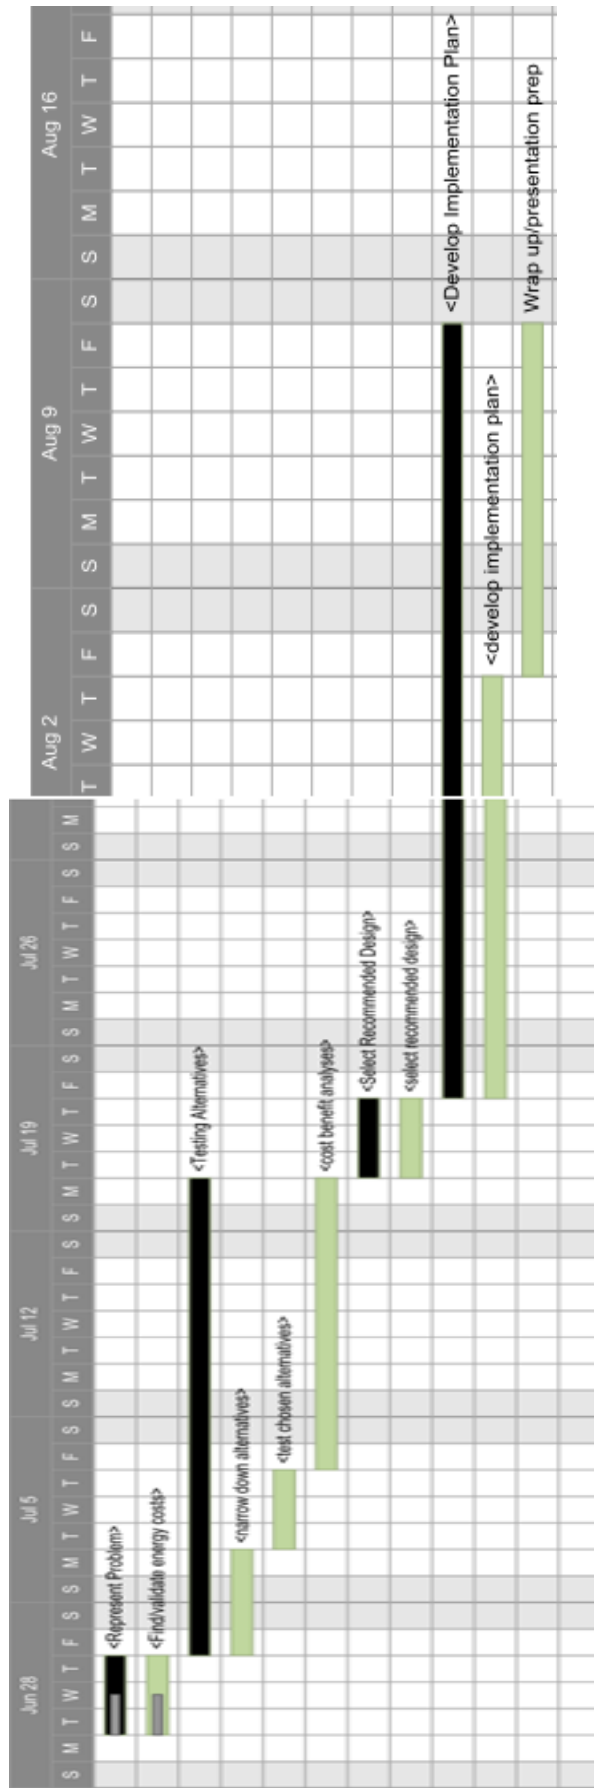 Jun 28 Jul 5 Jul 12 Jul 19 Jul 26 Aug 2 Aug 9 Aug 16
S M T W T F S S M T W T F S S M T W T F S S M T W T F S S M T W T F S S M T W T F S S M T W T F S S M T W T F
<Represent Problem>
<Find/validate energy costs>
<Testing Alternatives>
<narrow down alternatives>
<test chosen alternatives>
<cost benefit analyses>
<Select Recommended Design>
<select recommended design>
<Develop Implementation Plan>
<develop implementation plan>
Wrap up/presentation prep